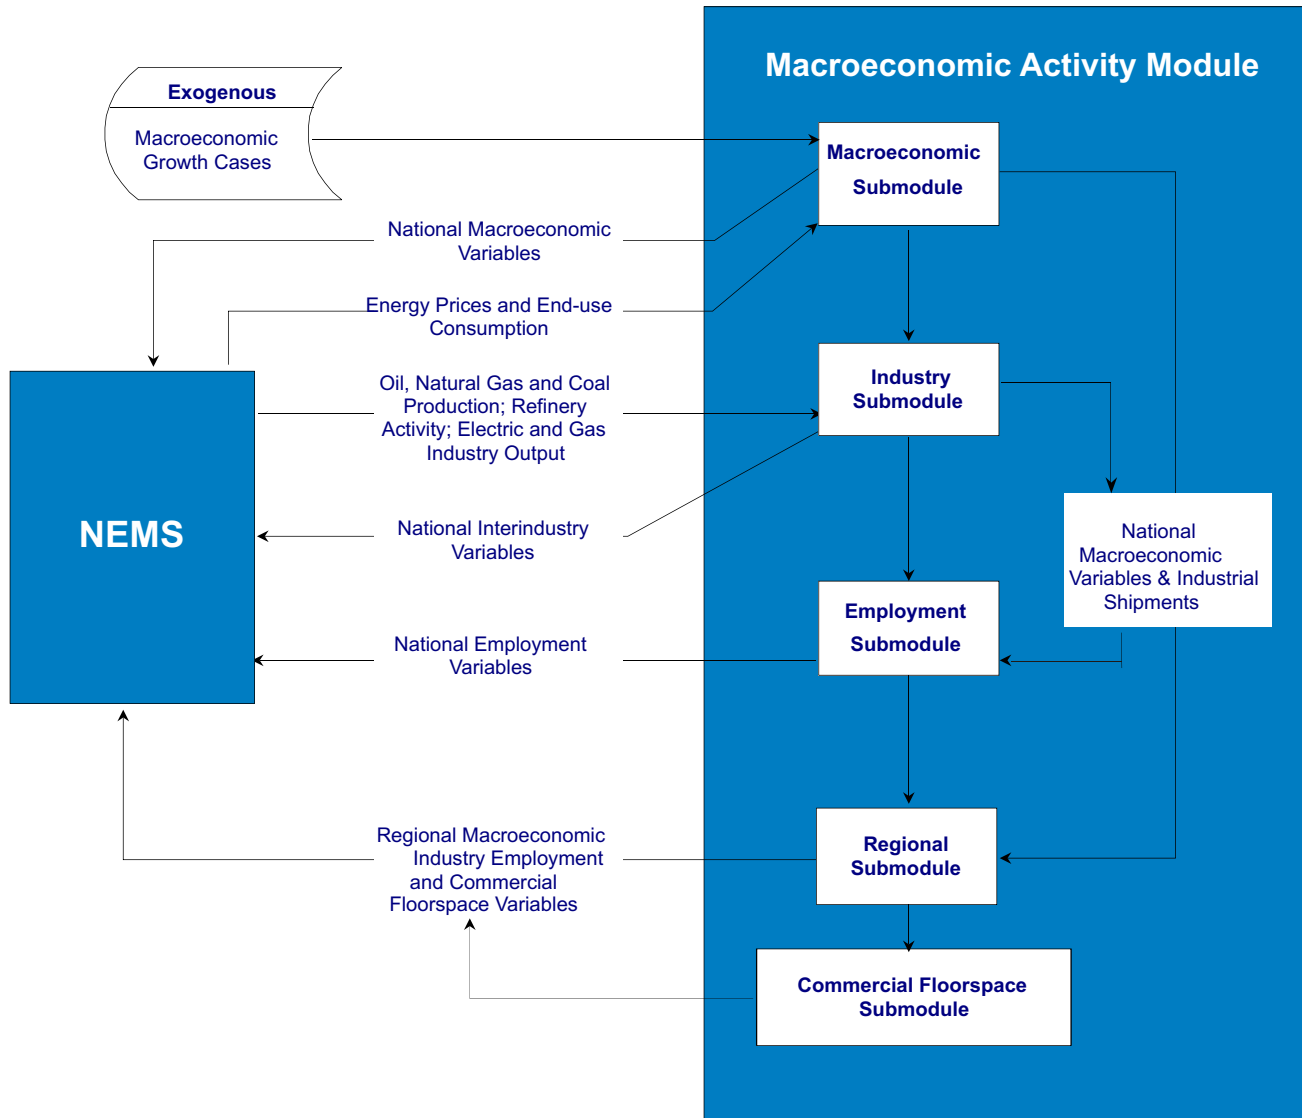 Macroeconomic Activity Module
Exogenous
Macroeconomic
Growth Cases
Macroeconomic
Submodule
National Macroeconomic
Variables
Energy Prices and End-use
Consumption
Industry
Submodule
Oil, Natural Gas and Coal
Production; Refinery
Activity; Electric and Gas
Industry Output
NEMS
National Interindustry
Variables
National
Macroeconomic
Variables & Industrial
Shipments
Employment
Submodule
National Employment
Variables
Regional Macroeconomic
Industry Employment
and Commercial
Floorspace Variables
Regional
Submodule
Commercial Floorspace
Submodule